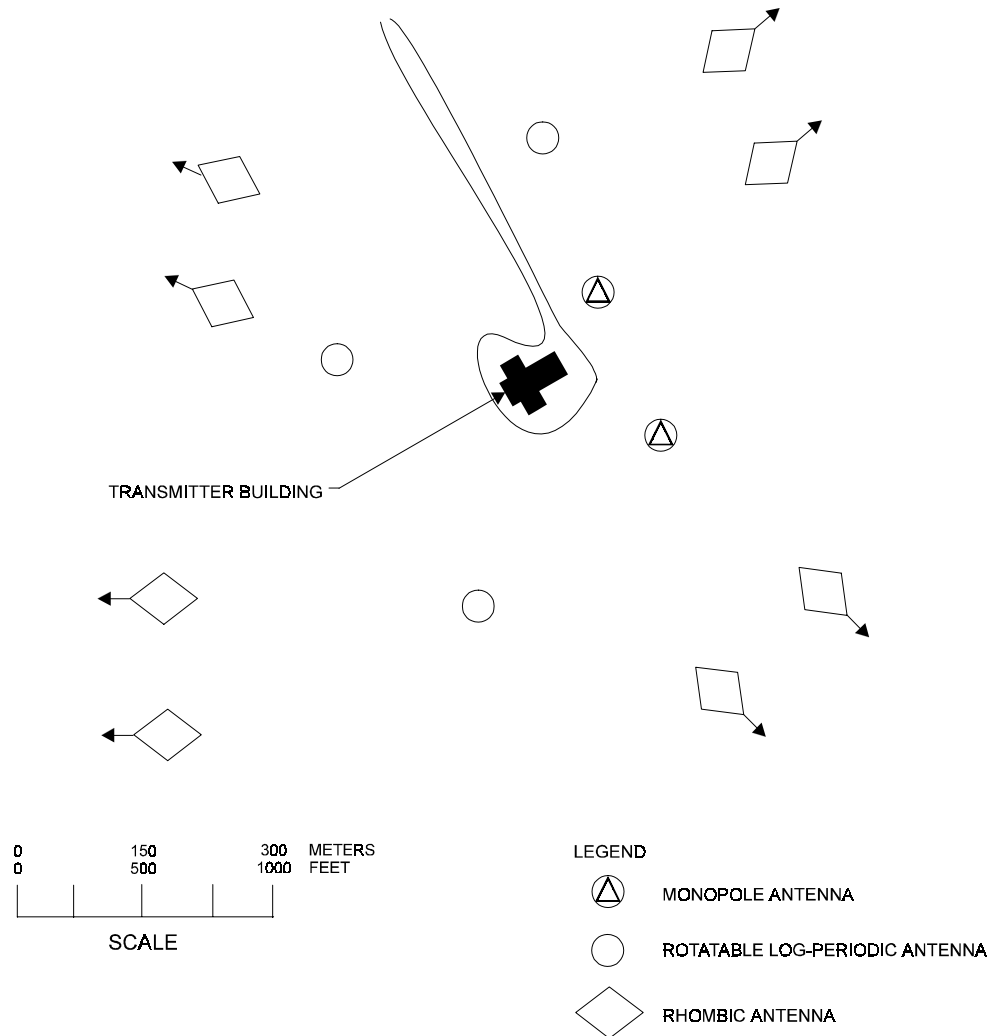 TRANSMITTER BUILDING
0 150 300 METERS
0 500 1000 FEET
SCALE
LEGEND
MONOPOLE ANTENNA
ROTATABLE LOG-PERIODIC ANTENNA
RHOMBIC ANTENNA